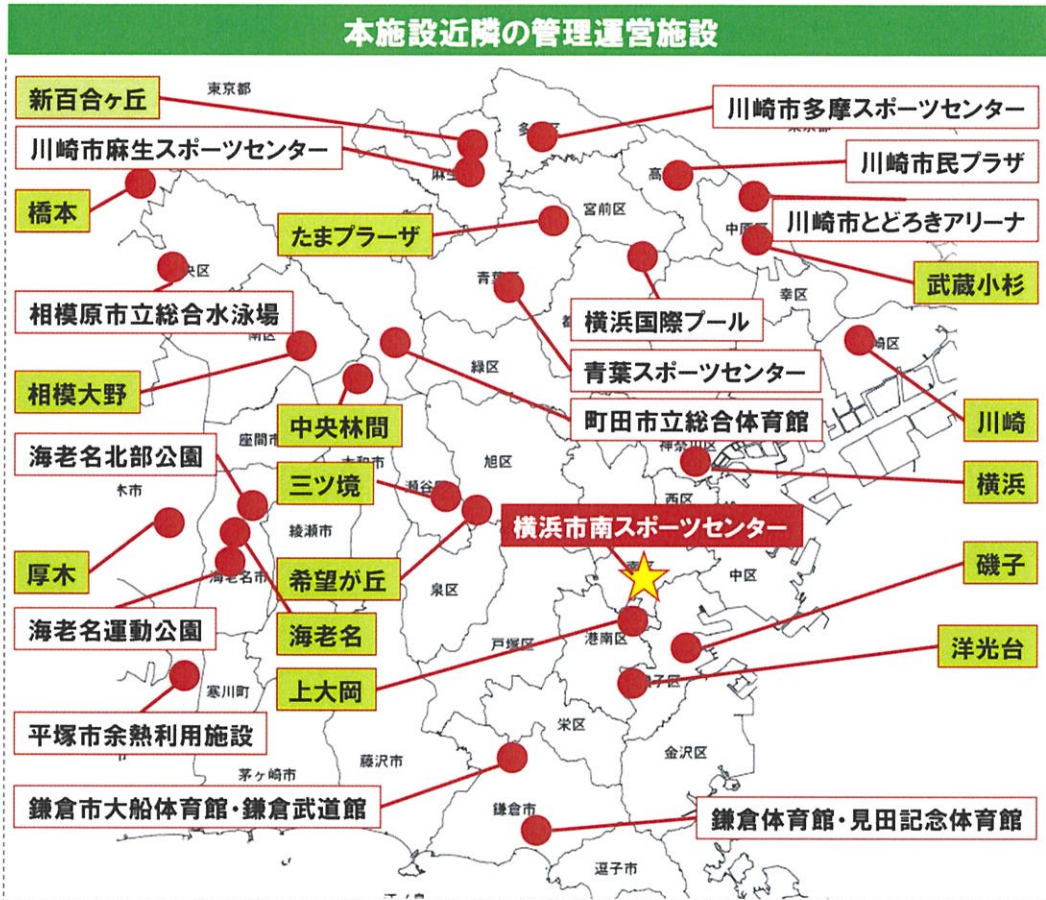 本施設近隣の管理運営施設
新百合ヶ丘
東京都
川崎市多摩スポーツセンター
川崎市麻生スポーツセンター
川崎市民プラザ
橋本
宮前区
たまプラーザ
川崎市とどろきアリーナ
武蔵小杉
相模原市立総合水泳場
幸区
横浜国際プール
緑区
青葉スポーツセンター
相模大野
中央林間
町田市立総合体育館
川崎
座間市
海老名北部公園
旭区
神奈川区
三ツ境
横浜
西区
綾瀬市
横浜市南スポーツセンター
厚木
希望が丘
泉区
中区
磯子
海老名市
海老名運動公園
海老名
戸塚区
港南区
洋光台
寒川町
上大岡
平塚市余熱利用施設
栄区
金沢区
藤沢市
茅ヶ崎市
鎌倉市大船体育館・鎌倉武道館
鎌倉市
鎌倉体育館・見田記念体育館
逗子市